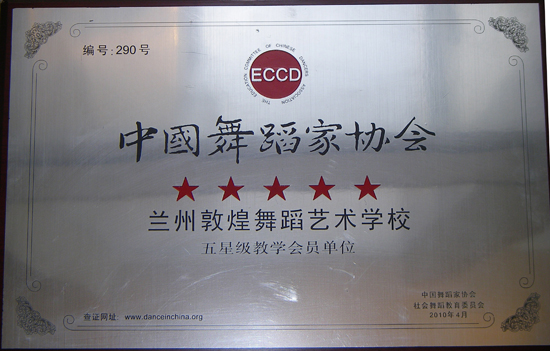 编号:290号
THE EDUCATION COMMITTEE OF CHINESE DANCERS ASSOCIATION
ECCD
中國舞蹈家协会
兰州敦煌舞蹈艺术学校
五星级教学会员单位
中国舞蹈家协会
社会舞蹈教育委员会
查证网址: www.danceinchina.org
2010年4月